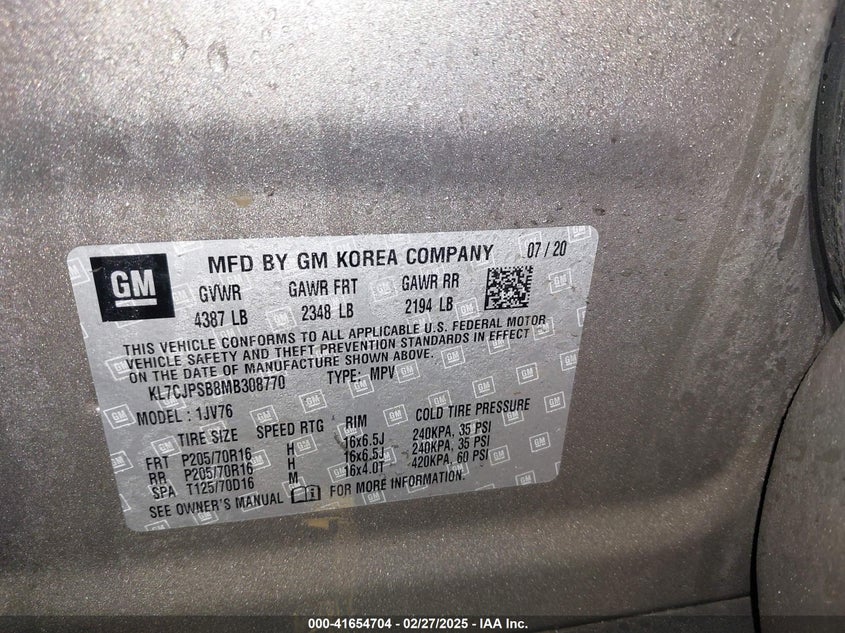 GM
MFD BY GM KOREA COMPANY 07 / 20
GVWR GAWR FRT GAWR RR
4387 LB 2348 LB 2194 LB
THIS VEHICLE CONFORMS TO ALL APPLICABLE U.S. FEDERAL MOTOR
VEHICLE SAFETY AND THEFT PREVENTION STANDARDS IN EFFECT
ON THE DATE OF MANUFACTURE SHOWN ABOVE.
KL7CJPSB8MB308770 TYPE: MPV
MODEL : 1JV76
TIRE SIZE SPEED RTG RIM COLD TIRE PRESSURE
FRT P205/70R16 H 16x6.5J 240KPA, 35 PSI
RR P205/70R16 H 16x6.5J 240KPA, 35 PSI
SPA T125/70D16 M 16x4.0T 420KPA, 60 PSI
SEE OWNER'S MANUAL FOR MORE INFORMATION.
000-41654704 - 02/27/2025 - IAA Inc.